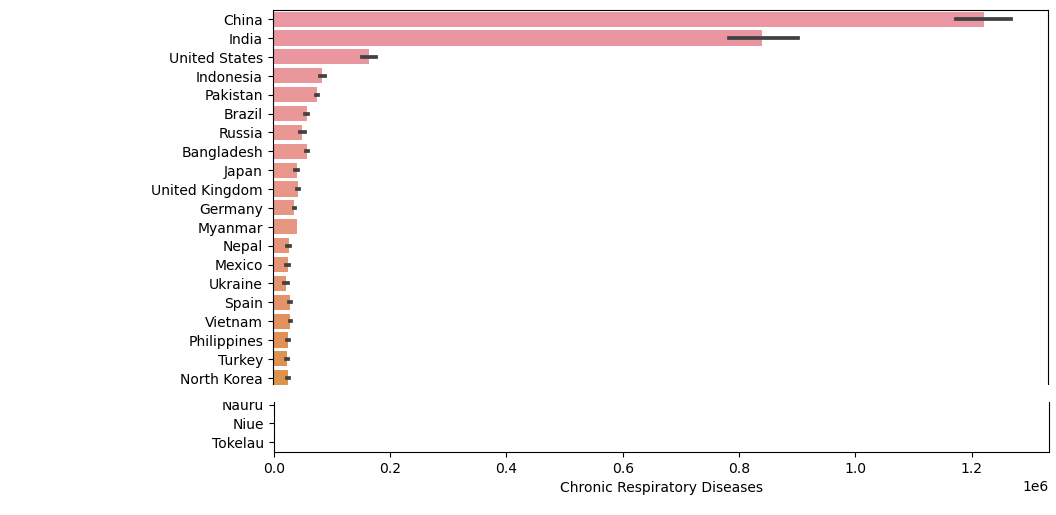 China
India
United States
Indonesia
Pakistan
Brazil
Russia
Bangladesh
Japan
United Kingdom
Germany
Myanmar
Nepal
Mexico
Ukraine
Spain
Vietnam
Philippines
Turkey
North Korea
Nauru
Niue
Tokelau
0.0 0.2 0.4 0.6 0.8 1.0 1.2
Chronic Respiratory Diseases 1e6